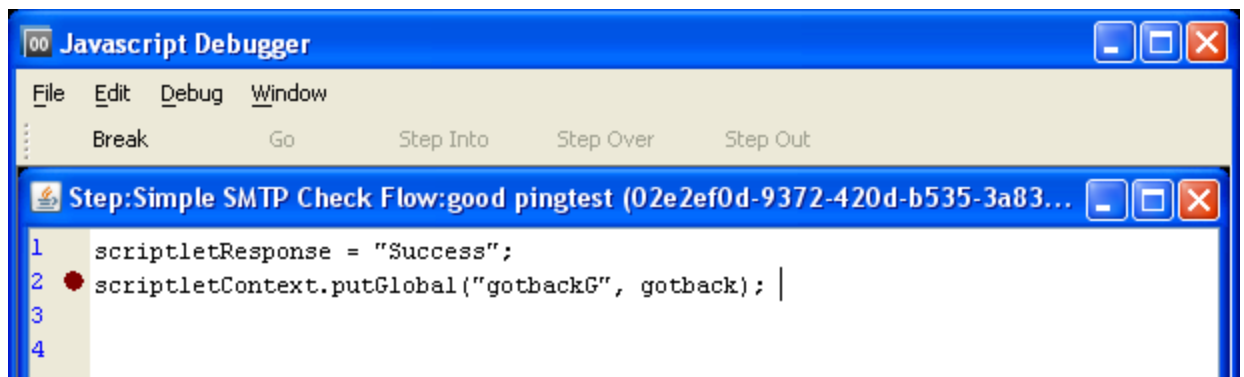 00 Javascript Debugger
File Edit Debug Window
Break Go Step Into Step Over Step Out
Step:Simple SMTP Check Flow:good pingtest (02e2ef0d-9372-420d-b535-3a83...
1 scriptletResponse = "Success";
2 scriptletContext.putGlobal("gotbackG", gotback);
3
4